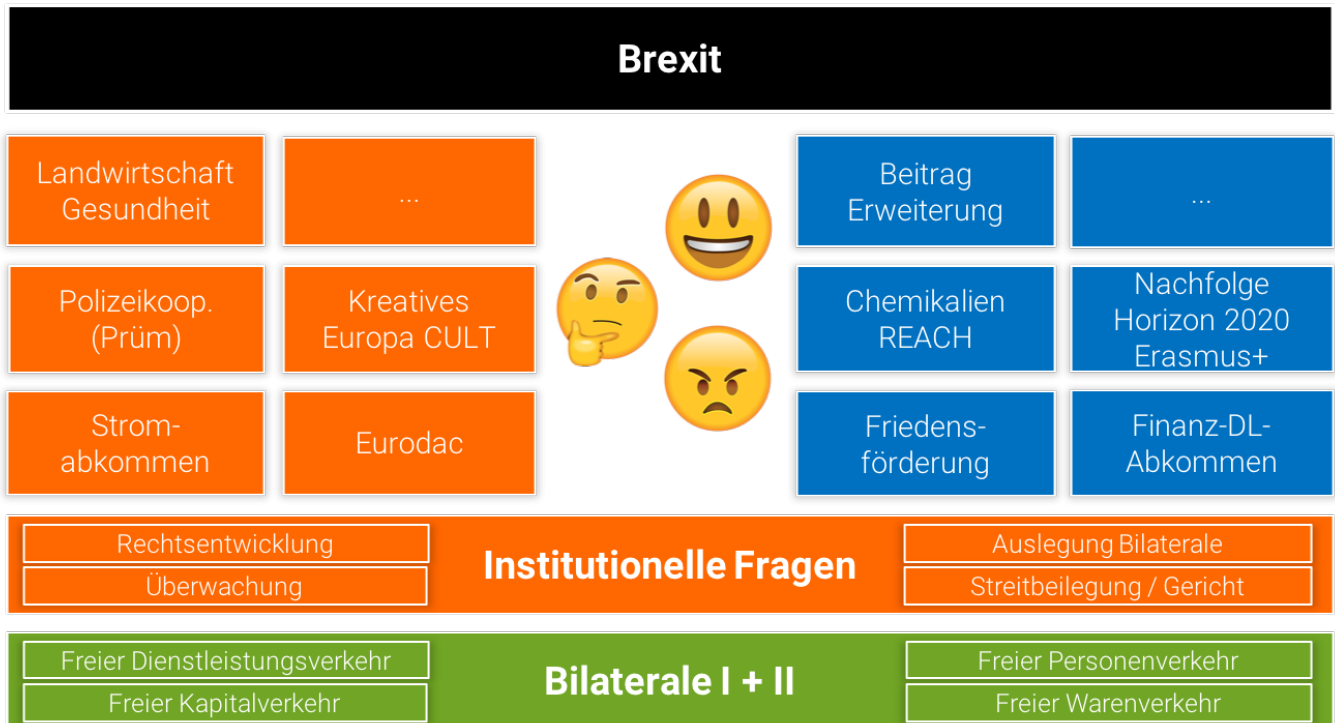 Brexit
Landwirtschaft
Gesundheit
...
Beitrag
Erweiterung
...
Polizeikoop.
(Prüm)
Kreatives
Europa CULT
Chemikalien
REACH
Nachfolge
Horizon 2020
Erasmus+
Strom-
abkommen
Eurodac
Friedens-
förderung
Finanz-DL-
Abkommen
Rechtsentwicklung
Überwachung
Institutionelle Fragen
Auslegung Bilaterale
Streitbeilegung / Gericht
Freier Dienstleistungsverkehr
Freier Kapitalverkehr
Bilaterale I + II
Freier Personenverkehr
Freier Warenverkehr